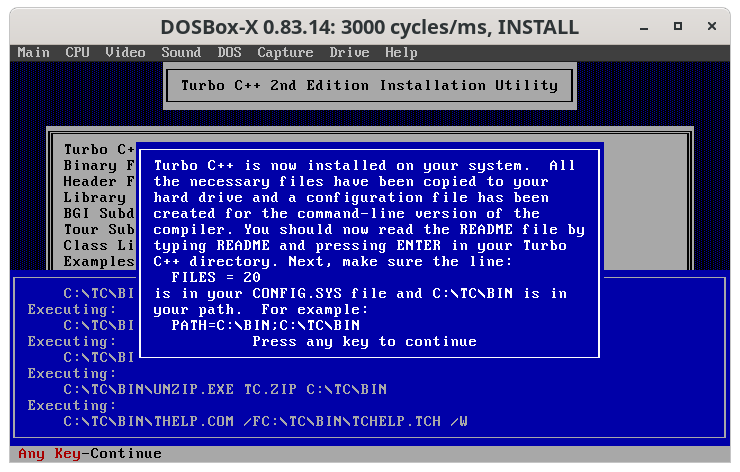 DOSBox-X 0.83.14: 3000 cycles/ms, INSTALL
Main CPU Video Sound DOS Capture Drive Help
Turbo C++ 2nd Edition Installation Utility
Turbo C+
Binary F
Header F
Library
BGI Subd
Tour Sub
Class Li
Examples
Turbo C++ is now installed on your system.  All
the necessary files have been copied to your
hard drive and a configuration file has been
created for the command-line version of the
compiler. You should now read the README file by
typing README and pressing ENTER in your Turbo
C++ directory. Next, make sure the line:
FILES = 20
is in your CONFIG.SYS file and C:\TC\BIN is in
your path.  For example:
PATH=C:\BIN;C:\TC\BIN
Press any key to continue
C:\TC\BI
Executing:
C:\TC\BI
Executing:
C:\TC\BI
Executing:
C:\TC\BIN\UNZIP.EXE TC.ZIP C:\TC\BIN
Executing:
C:\TC\BIN\THELP.COM /FC:\TC\BIN\TCHELP.TCH /W
Any Key-Continue